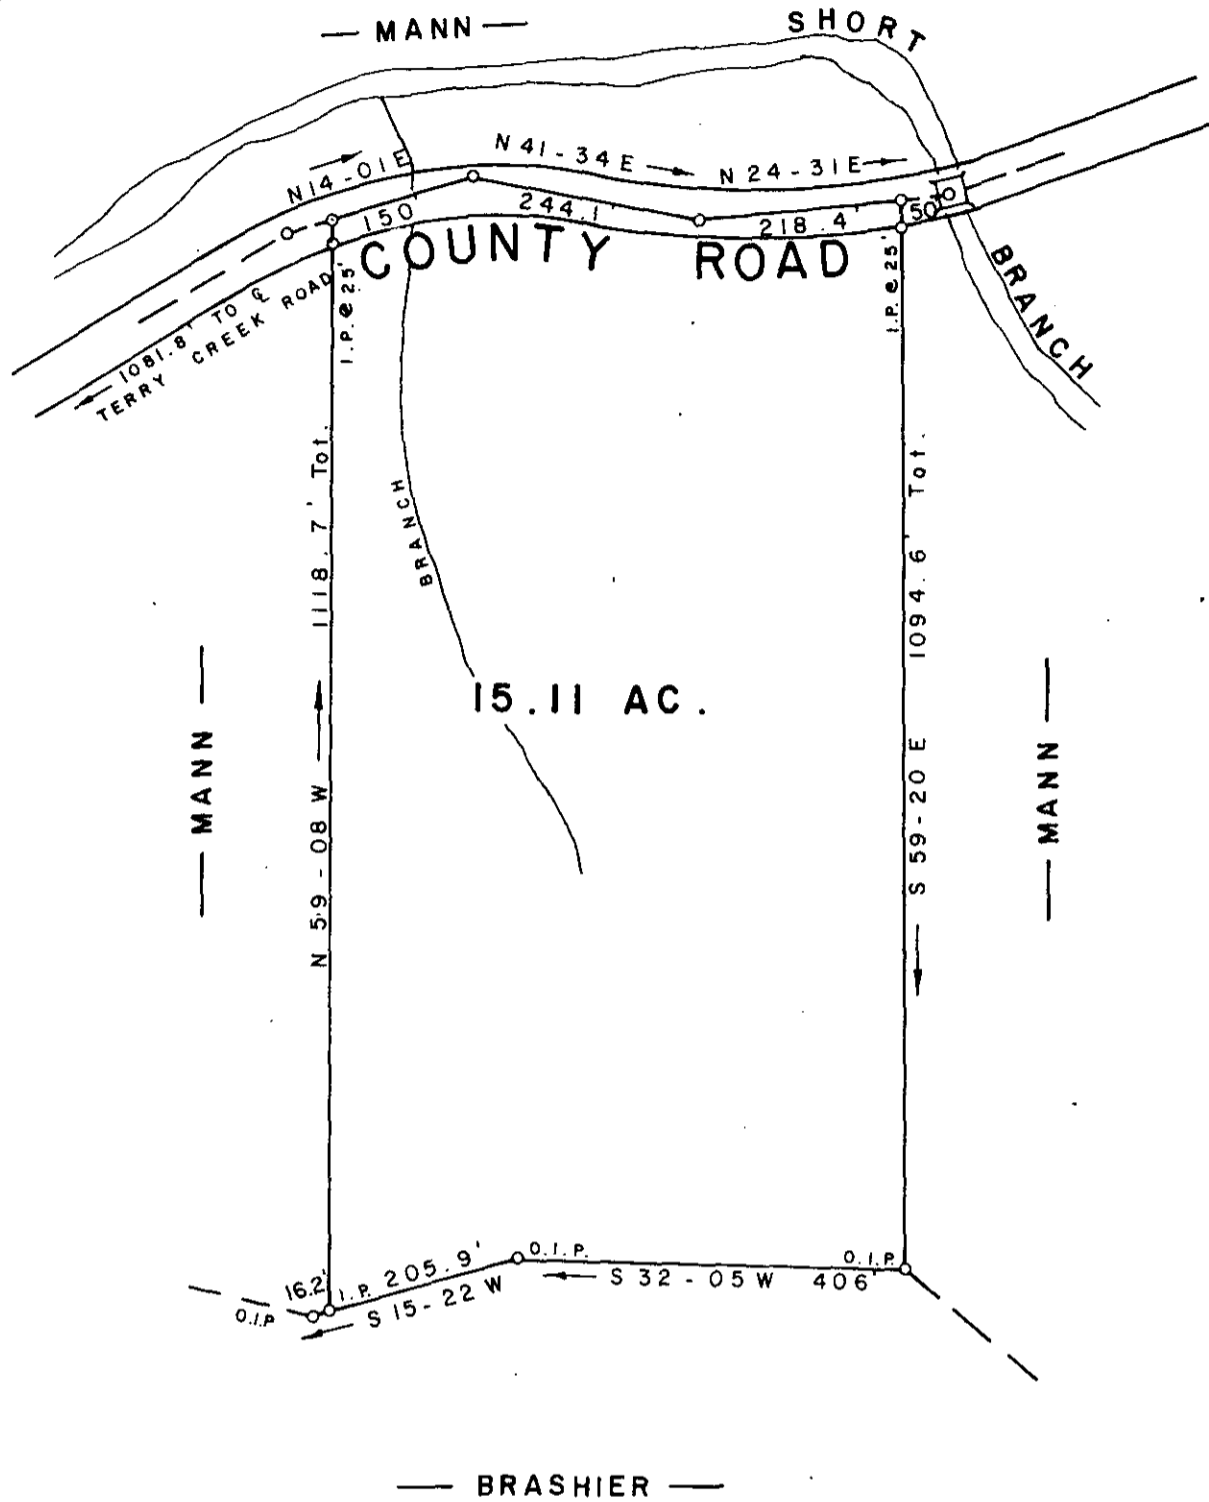 — MANN —
SHORT
BRANCH
N 14-01 E
N 41-34 E
N 24-31 E
150
244.1'
218.4'
50'
COUNTY ROAD
1081.8' TO ℄
TERRY CREEK ROAD
I.P. @ 25'
I.P. @ 25'
1118.7' Tot.
N 59-08 W
BRANCH
1094.6' Tot.
S 59-20 E
15.11 AC.
— MANN —
— MANN —
O.I.P.
16.2'
I.P.
205.9'
S 15-22 W
O.I.P.
S 32-05 W 406'
O.I.P.
— BRASHIER —